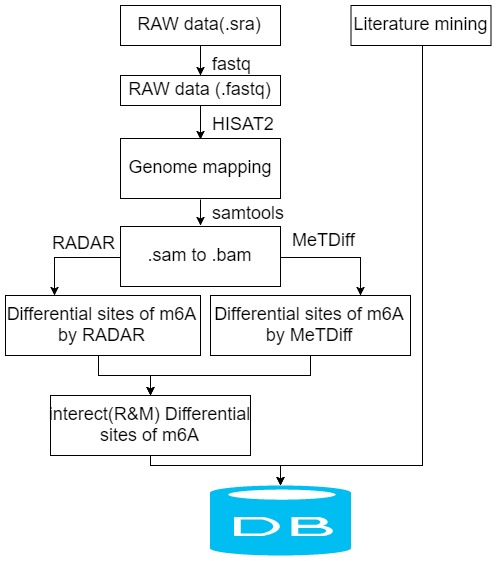 RAW data(.sra)
Literature mining
fastq
RAW data (.fastq)
HISAT2
Genome mapping
samtools
RADAR
MeTDiff
.sam to .bam
Differential sites of m6A
by RADAR
Differential sites of m6A
by MeTDiff
interect(R&M) Differential
sites of m6A
DB